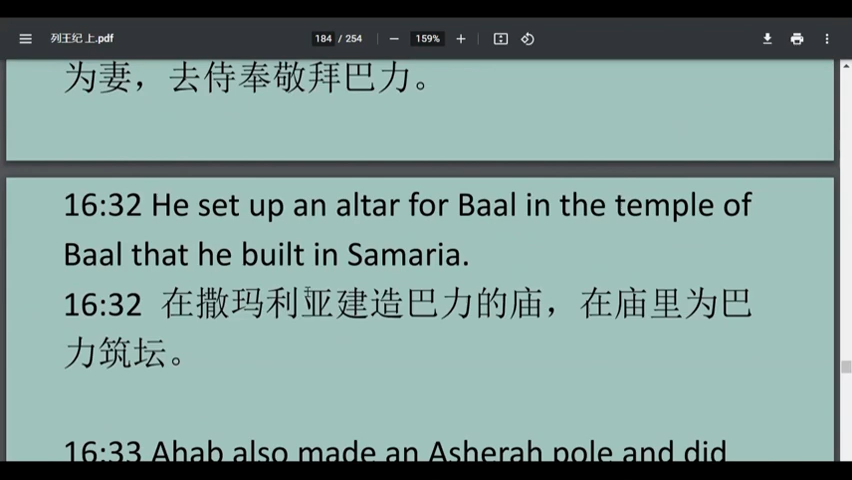 列王纪 上.pdf
184 / 254
159%
为妻，去侍奉敬拜巴力。
16:32 He set up an altar for Baal in the temple of
Baal that he built in Samaria.
16:32 在撒玛利亚建造巴力的庙，在庙里为巴
力筑坛。
16:33 Ahab also made an Asherah pole and did